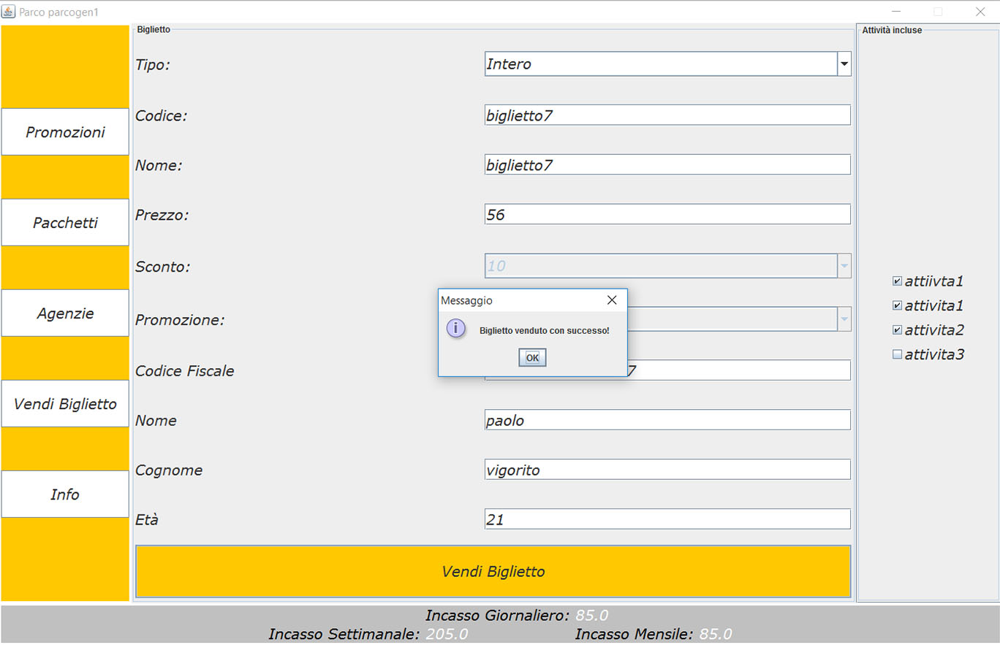 Parco parcogen1
Promozioni
Pacchetti
Agenzie
Vendi Biglietto
Info
Biglietto
Tipo: Intero
Codice: biglietto7
Nome: biglietto7
Prezzo: 56
Sconto: 10
Promozione:
Codice Fiscale 7
Nome paolo
Cognome vigorito
Età 21
Vendi Biglietto
Messaggio
Biglietto venduto con successo!
OK
Attività incluse
attiivta1
attivita1
attivita2
attivita3
Incasso Giornaliero: 85.0
Incasso Settimanale: 205.0 Incasso Mensile: 85.0